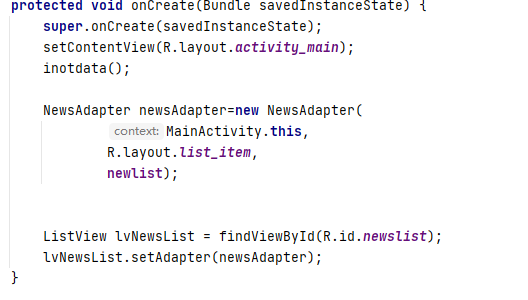 protected void onCreate(Bundle savedInstanceState) {
super.onCreate(savedInstanceState);
setContentView(R.layout.activity_main);
inotdata();
NewsAdapter newsAdapter=new NewsAdapter(
context: MainActivity.this,
R.layout.list_item,
newlist);
ListView lvNewsList = findViewById(R.id.newslist);
lvNewsList.setAdapter(newsAdapter);
}